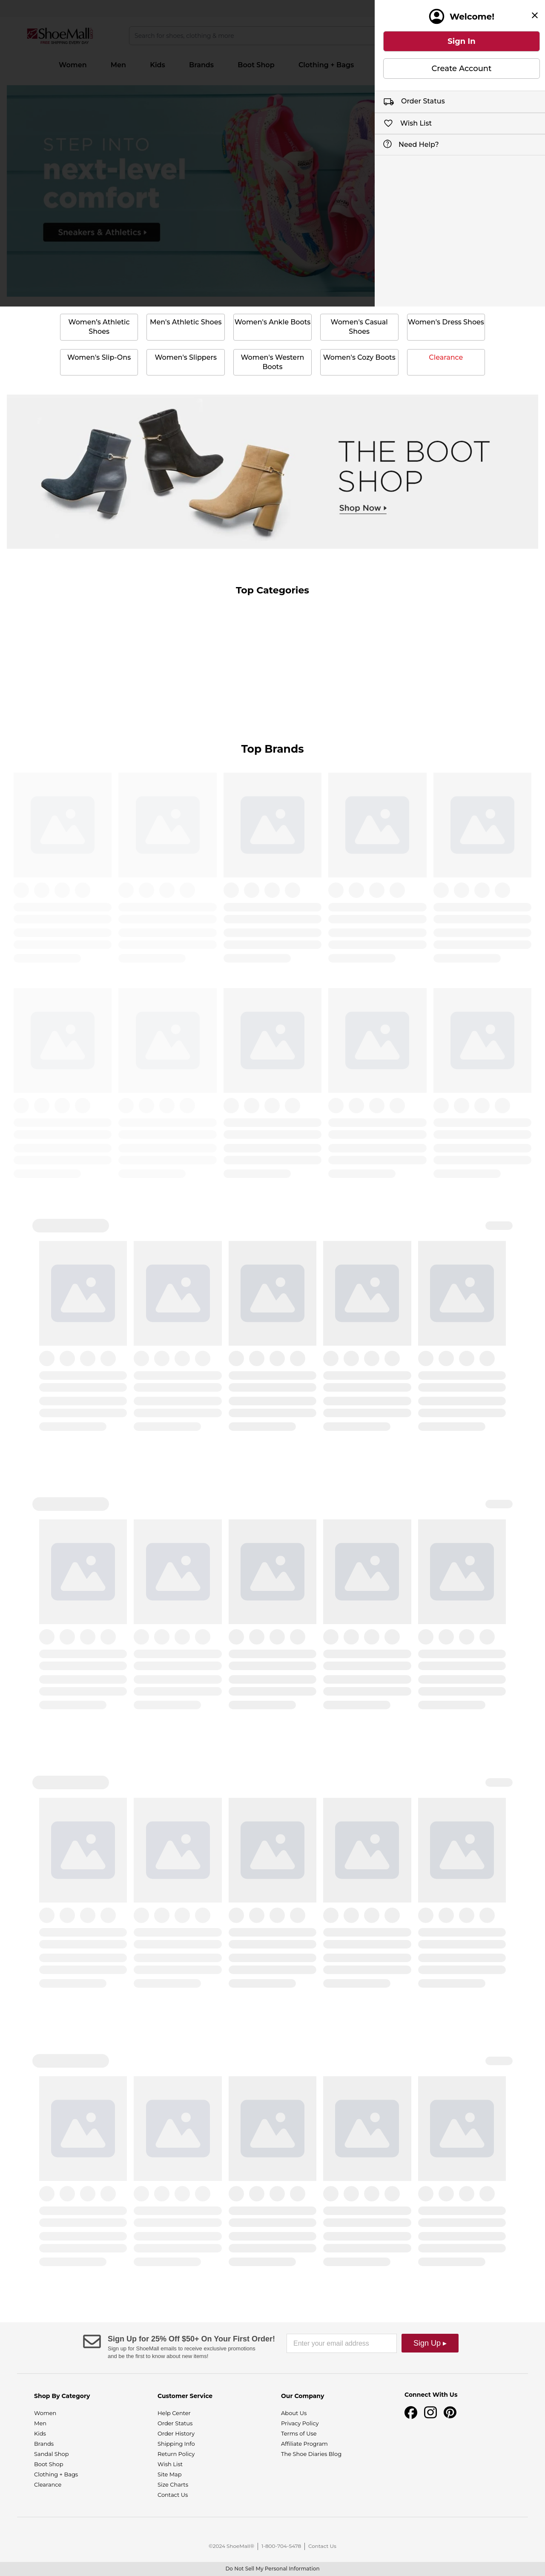 Welcome!
Sign In
Create Account
Order Status
Wish List
Need Help?
ShoeMall
Search for shoes, clothing & more
Women
Men
Kids
Brands
Boot Shop
Clothing + Bags
STEP INTO
next-level
comfort
Sneakers & Athletics
Women's Athletic
Shoes
Men's Athletic Shoes
Women's Ankle Boots
Women's Casual
Shoes
Women's Dress Shoes
Women's Slip-Ons
Women's Slippers
Women's Western
Boots
Women's Cozy Boots
Clearance
THE BOOT
SHOP
Shop Now
Top Categories
Top Brands
Sign Up for 25% Off $50+ On Your First Order!
Sign up for ShoeMall emails to receive exclusive promotions
and be the first to know about new items!
Enter your email address
Sign Up ▸
Shop By Category
Women
Men
Kids
Brands
Sandal Shop
Boot Shop
Clothing + Bags
Clearance
Customer Service
Help Center
Order Status
Order History
Shipping Info
Return Policy
Wish List
Site Map
Size Charts
Contact Us
Our Company
About Us
Privacy Policy
Terms of Use
Affiliate Program
The Shoe Diaries Blog
Connect With Us
©2024 ShoeMall®
1-800-704-5478
Contact Us
Do Not Sell My Personal Information